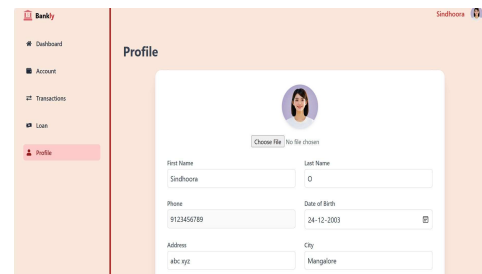 Bankly
Sindhoora
Dashboard
Profile
Account
Transactions
Loan
Profile
Choose File No file chosen
First Name Last Name
Sindhoora O
Phone Date of Birth
9123456789 24-12-2003
Address City
abc xyz Mangalore